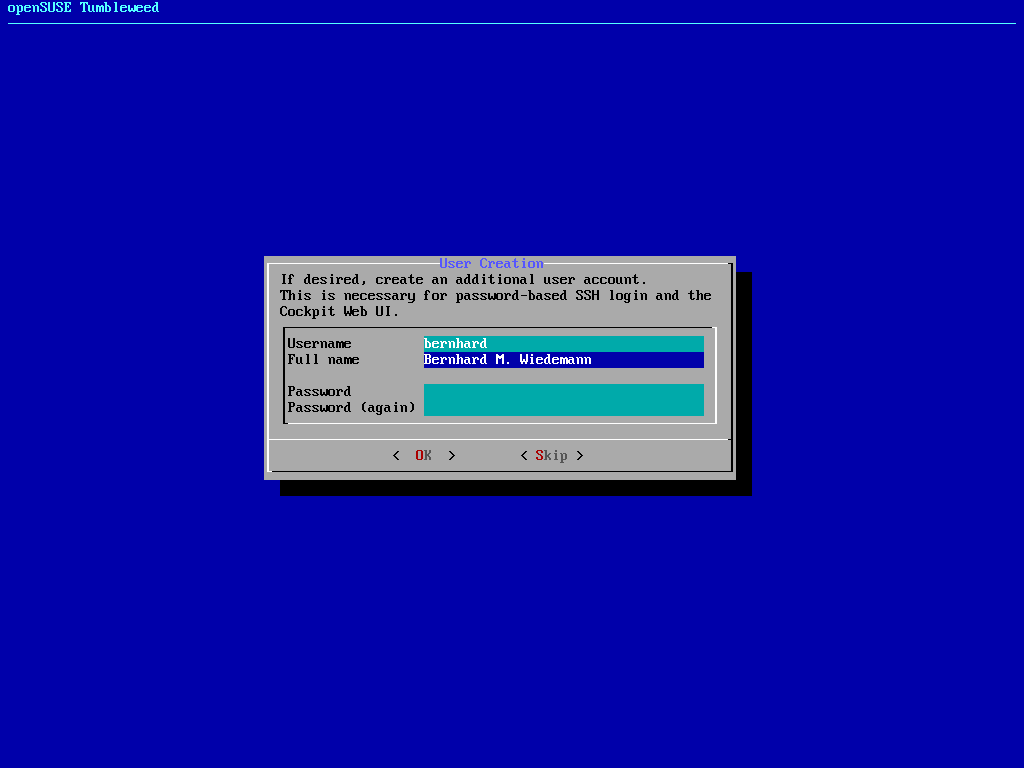 openSUSE Tumbleweed
User Creation
If desired, create an additional user account.
This is necessary for password-based SSH login and the
Cockpit Web UI.
Username bernhard
Full name Bernhard M. Wiedemann
Password
Password (again)
< OK > < Skip >